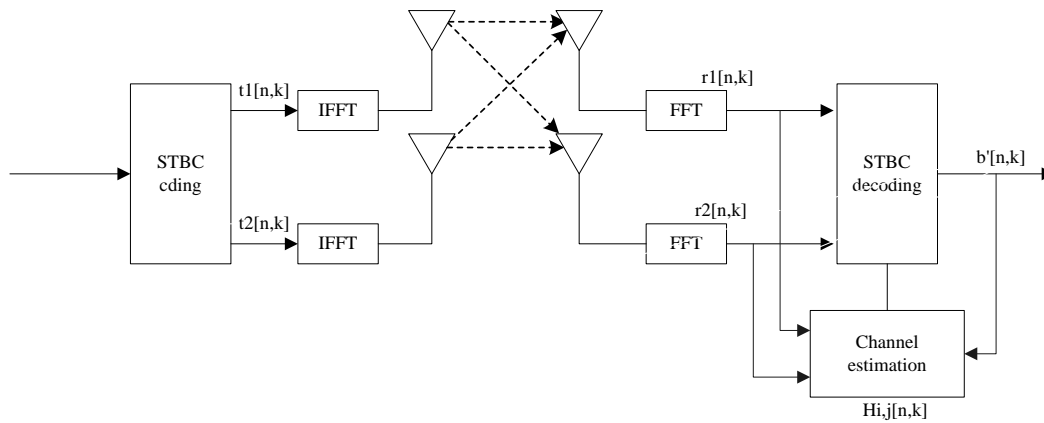 t1[n,k]
IFFT
STBC
cding
t2[n,k]
IFFT
r1[n,k]
FFT
r2[n,k]
FFT
STBC
decoding
b'[n,k]
Channel
estimation
Hi,j[n,k]